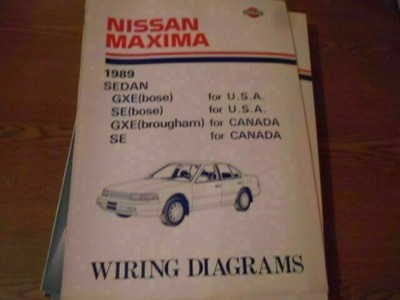 NISSAN
MAXIMA
1989
SEDAN
GXE(bose) for U.S.A.
SE(bose) for U.S.A.
GXE(brougham) for CANADA
SE for CANADA
WIRING DIAGRAMS